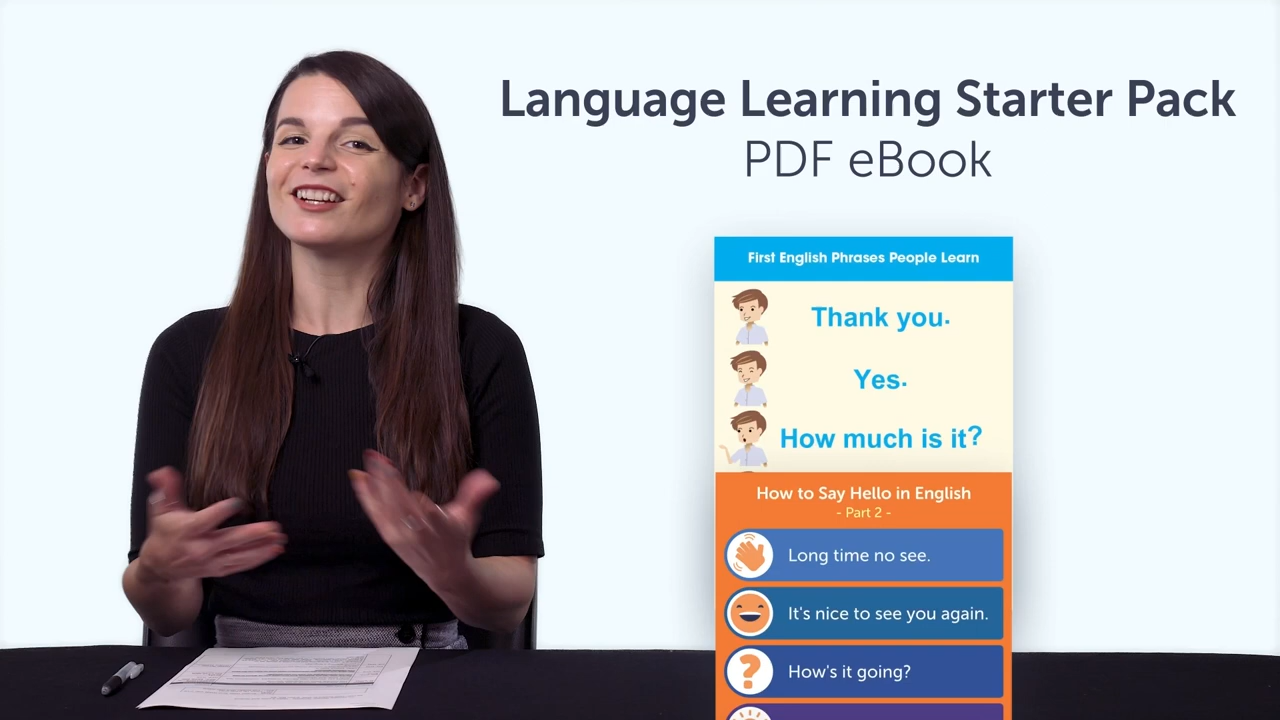 Language Learning Starter Pack
PDF eBook
First English Phrases People Learn
Thank you.
Yes.
How much is it?
How to Say Hello in English
- Part 2 -
Long time no see.
It's nice to see you again.
How's it going?